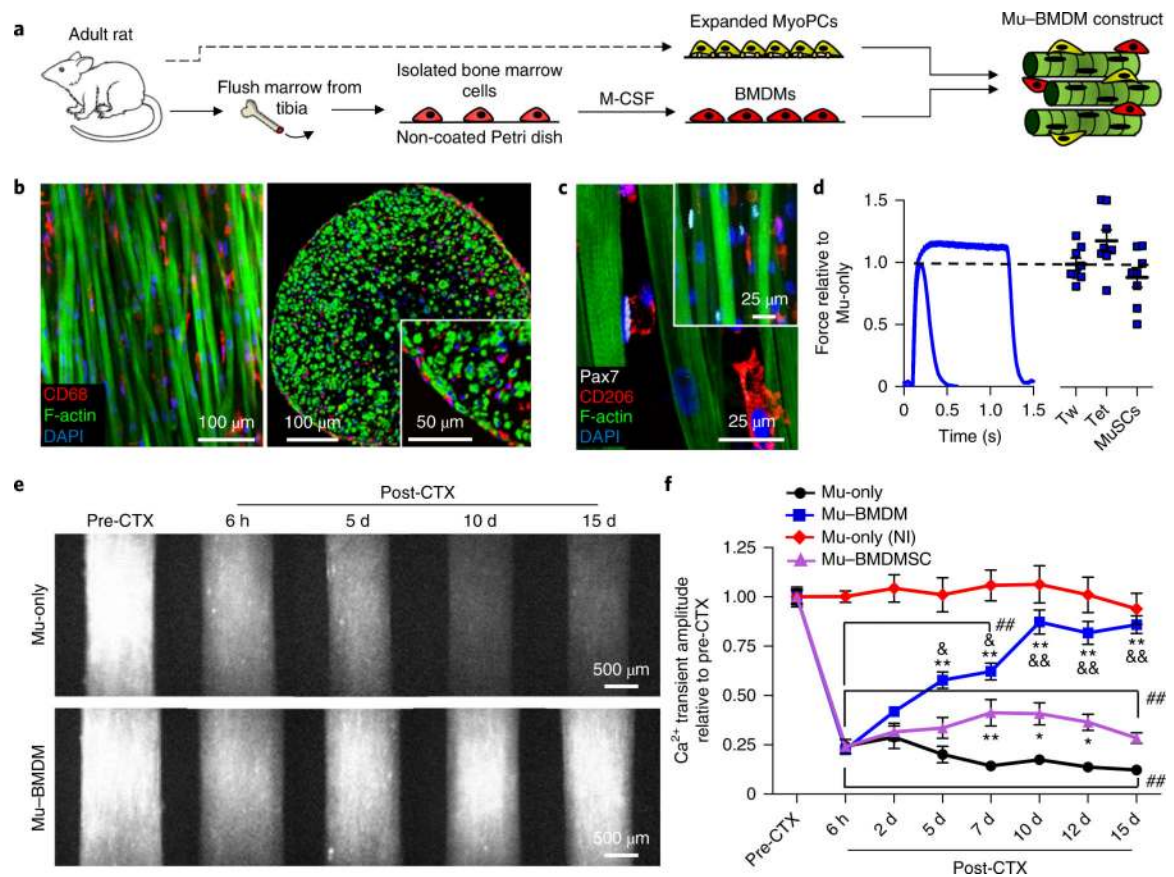 a
Adult rat
Expanded MyoPCs
Mu–BMDM construct
Flush marrow from
tibia
Isolated bone marrow
cells
Non-coated Petri dish
M-CSF
BMDMs
b
CD68
F-actin
DAPI
100 μm
100 μm
50 μm
c
Pax7
CD206
F-actin
DAPI
25 μm
25 μm
d
Force relative to
Mu-only
1.5
1.0
0.5
0
0 0.5 1.0 1.5
Time (s)
Tw
Tet
MuSCs
e
Post-CTX
Pre-CTX 6 h 5 d 10 d 15 d
Mu-only
500 μm
Mu–BMDM
500 μm
f
Mu-only
Mu–BMDM
Mu-only (NI)
Mu–BMDMSC
Ca2+ transient amplitude
relative to pre-CTX
1.25
1.00
0.75
0.50
0.25
0
## 
& & 
** ** ** ** **
&& && &&
##
** * *
##
Pre-CTX 6 h 2 d 5 d 7 d 10 d 12 d 15 d
Post-CTX